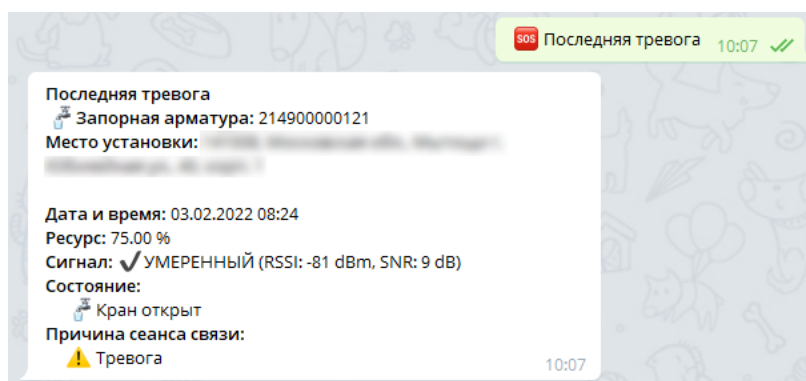 SOS Последняя тревога 10:07
Последняя тревога
Запорная арматура: 214900000121
Место установки:
Дата и время: 03.02.2022 08:24
Ресурс: 75.00 %
Сигнал: ✔УМЕРЕННЫЙ (RSSI: -81 dBm, SNR: 9 dB)
Состояние:
Кран открыт
Причина сеанса связи:
Тревога
10:07